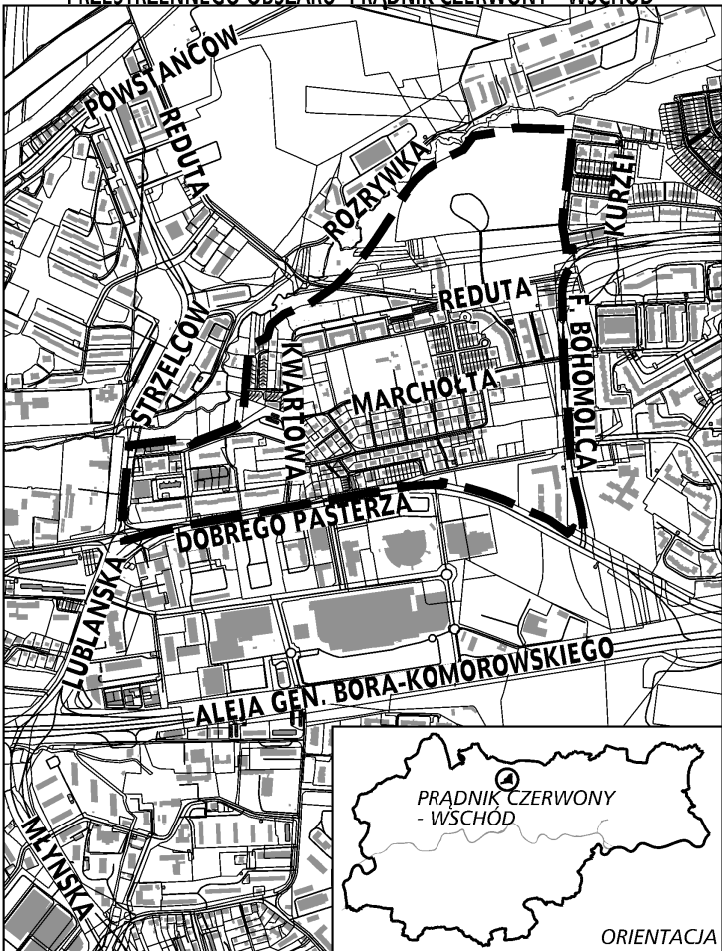 PRZESTRZENNEGO OBSZARU "PRĄDNIK CZERWONY - WSCHÓD"
POWSTAŃCÓW
REDUTA
ROZRYWKA
KURZEI
REDUTA
STRZELCÓW
KWARTOWA
MARCHOŁTA
F. BOHOMOLCA
DOBREGO PASTERZA
LUBLAŃSKA
ALEJA GEN. BORA-KOMOROWSKIEGO
MŁYŃSKA
PRĄDNIK CZERWONY
- WSCHÓD
ORIENTACJA